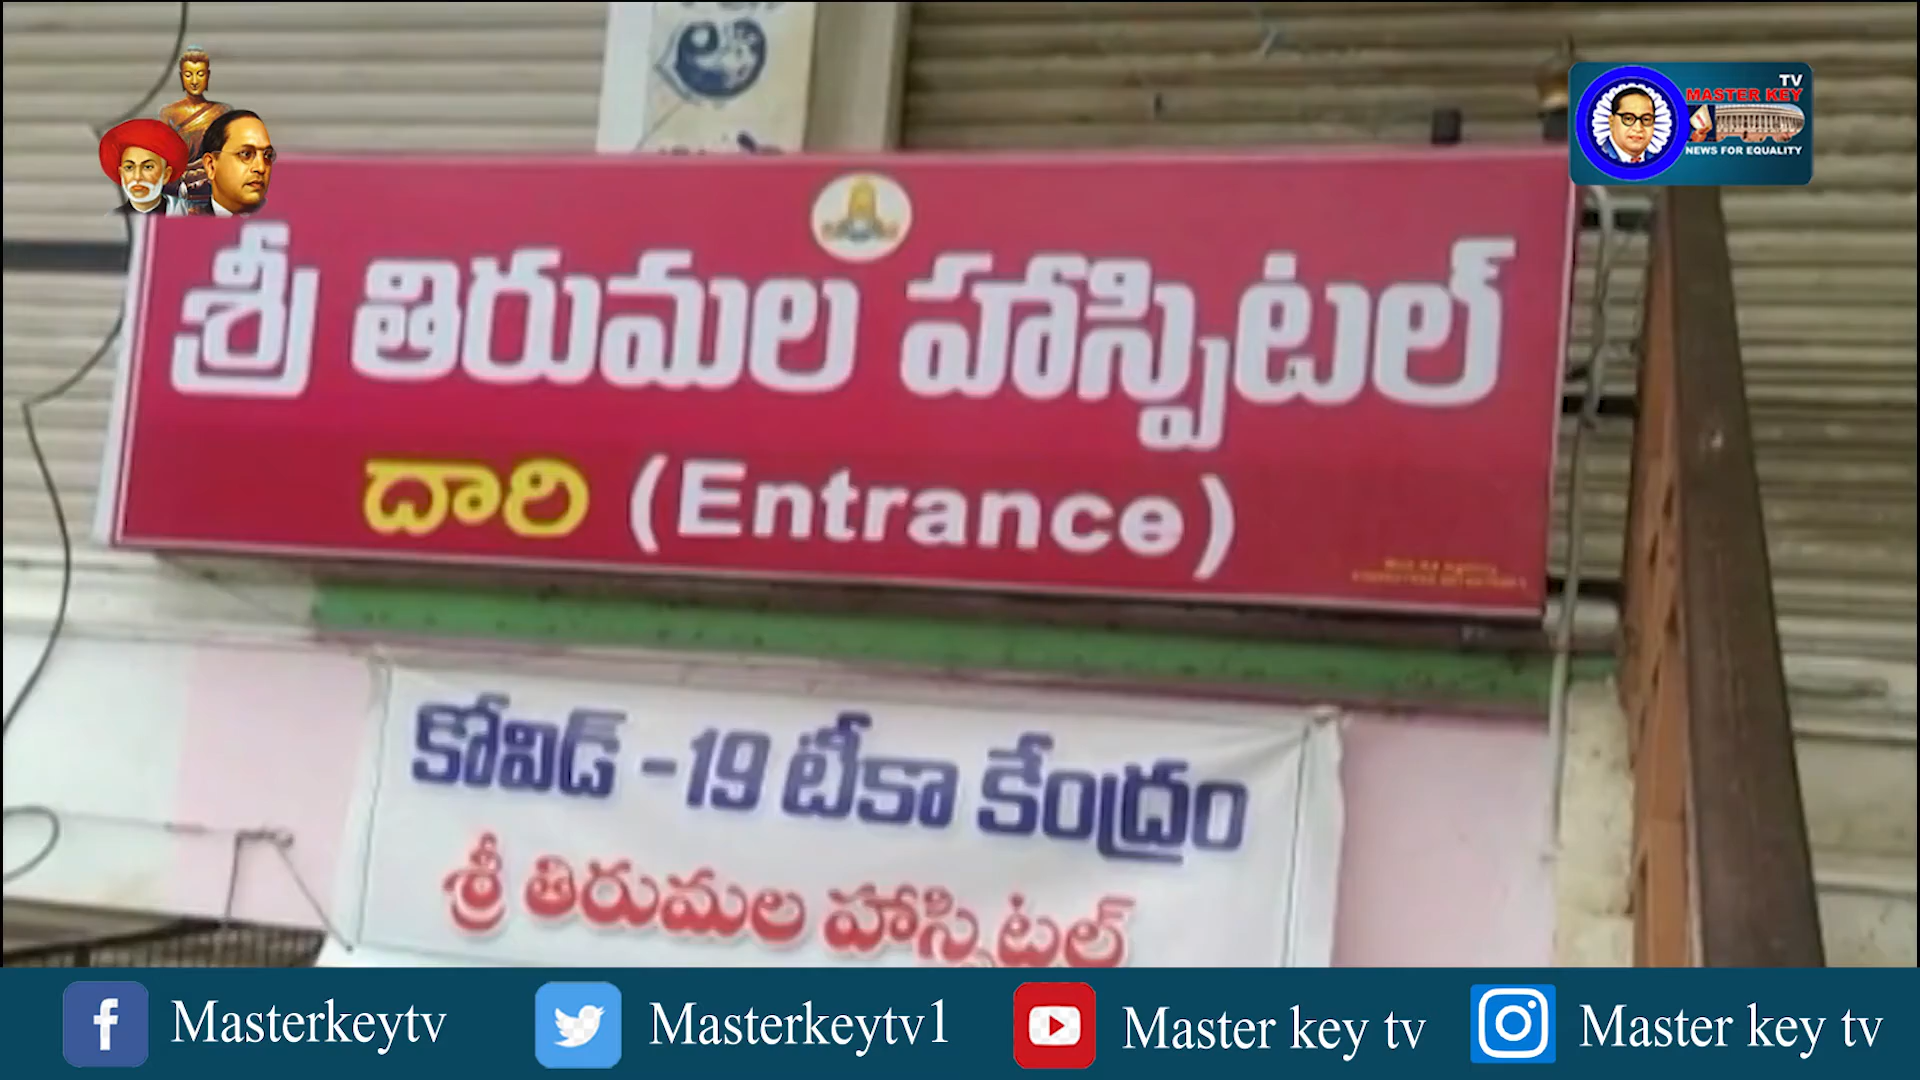 TV
MASTER KEY
NEWS FOR EQUALITY
శ్రీ తిరుమల హాస్పిటల్
దారి (Entrance)
కోవిడ్ -19 టీకా కేంద్రం
శ్రీ తిరుమల హాస్పిటల్
Masterkeytv
Masterkeytv1
Master key tv
Master key tv